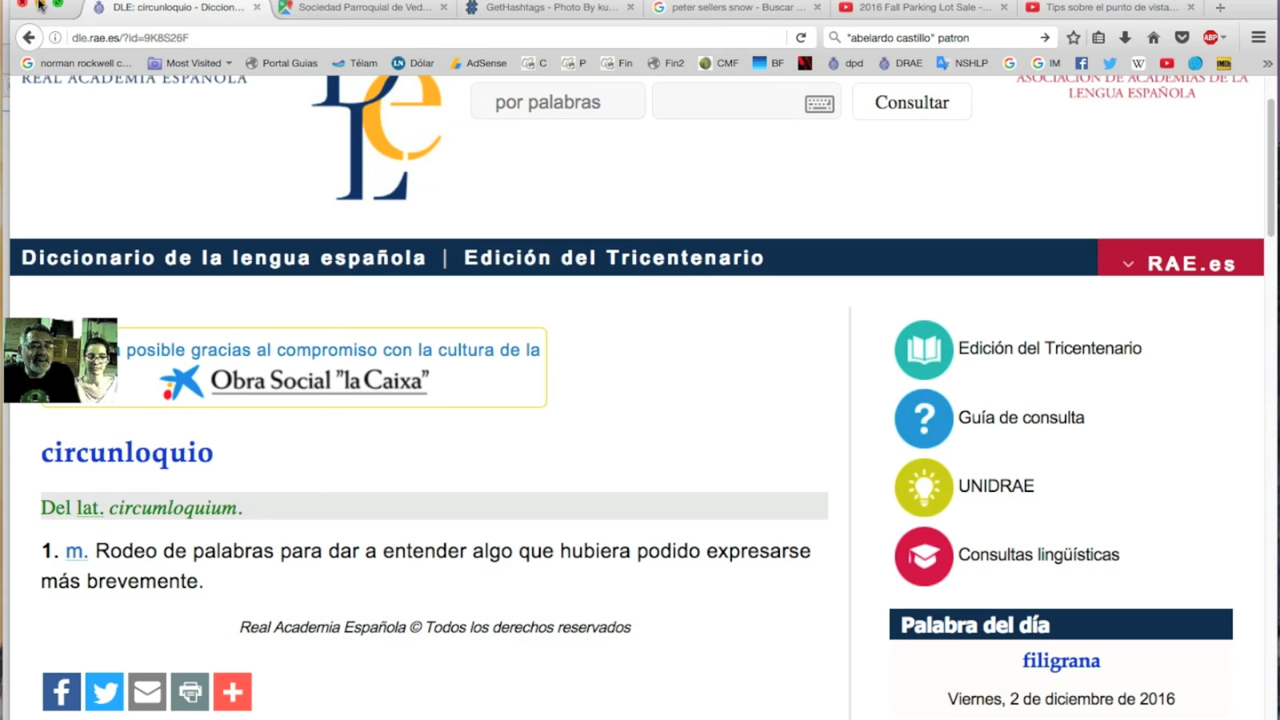 DLE: circunloquio - Diccion...
Sociedad Parroquial de Ved...
GetHashtags - Photo By ku...
peter sellers snow - Buscar ...
2016 Fall Parking Lot Sale - ...
Tips sobre el punto de vista...
dle.rae.es/?id=9K8S26F
"abelardo castillo" patron
norman rockwell c...
Most Visited
Portal Guias
Télam
Dólar
AdSense
C
P
Fin
Fin2
CMF
BF
dpd
DRAE
NSHLP
G
IM
REAL ACADEMIA ESPAÑOLA
DLe
por palabras
Consultar
ASOCIACIÓN DE ACADEMIAS DE LA
LENGUA ESPAÑOLA
Diccionario de la lengua española | Edición del Tricentenario
RAE.es
posible gracias al compromiso con la cultura de la
Obra Social "la Caixa"
circunloquio
Del lat. circumloquium.
1. m. Rodeo de palabras para dar a entender algo que hubiera podido expresarse
más brevemente.
Real Academia Española © Todos los derechos reservados
Edición del Tricentenario
Guía de consulta
UNIDRAE
Consultas lingüísticas
Palabra del día
filigrana
Viernes, 2 de diciembre de 2016